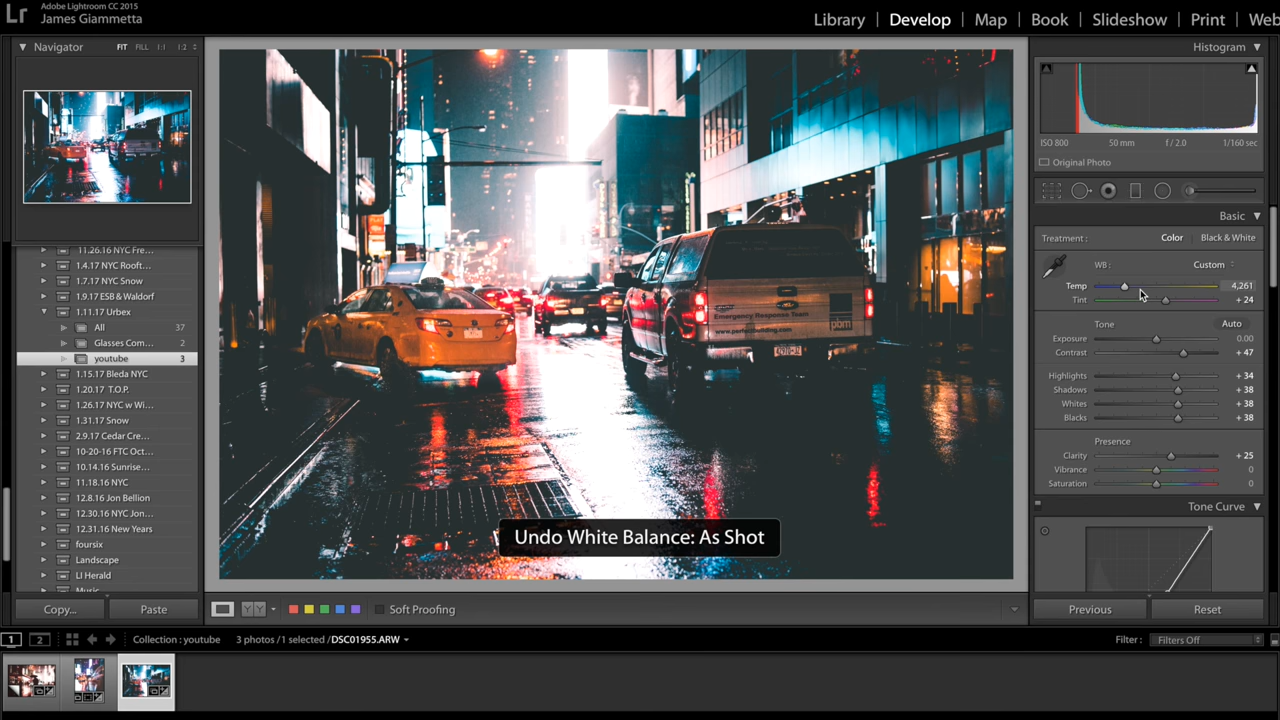 Lr
Adobe Lightroom CC 2015
James Giammetta
Library | Develop | Map | Book | Slideshow | Print | Web
Navigator FIT FILL 1:1 1:2
11.26.16 NYC Fre...
1.4.17 NYC Rooft...
1.7.17 NYC Snow
1.9.17 ESB & Waldorf
1.11.17 Urbex
All 37
Glasses Com... 2
youtube 3
1.15.17 Bleda NYC
1.20.17 T.O.P.
1.26.17 NYC w Wi...
1.31.17 Snow
2.9.17 Cedar Cre...
10-20-16 FTC Oct...
10.14.16 Sunrise...
11.18.16 NYC
12.8.16 Jon Bellion
12.30.16 NYC Jon...
12.31.16 New Years
foursix
Landscape
LI Herald
Music
Copy... Paste
Emergency Response Team
www.perfectbuilding.com
pbm
Undo White Balance: As Shot
Soft Proofing
Histogram
ISO 800 50 mm f / 2.0 1/160 sec
Original Photo
Basic
Treatment : Color | Black & White
WB : Custom
Temp 4,261
Tint + 24
Tone Auto
Exposure 0.00
Contrast + 47
Highlights + 34
Shadows + 38
Whites + 38
Blacks + 38
Presence
Clarity + 25
Vibrance 0
Saturation 0
Tone Curve
Previous Reset
1 2 Collection : youtube 3 photos / 1 selected / DSC01955.ARW Filter : Filters Off